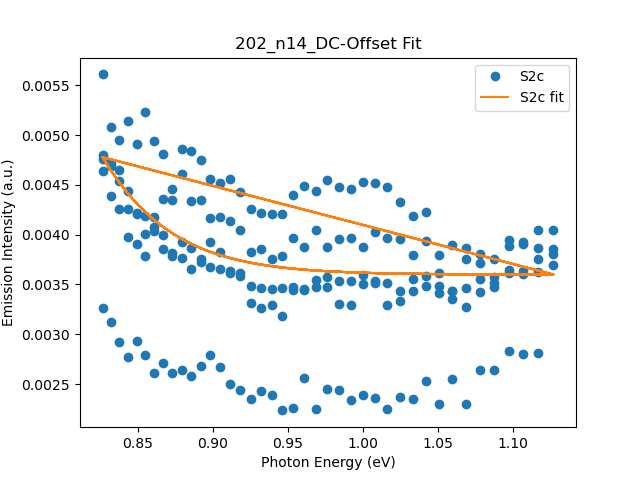 202_n14_DC-Offset Fit
S2c
S2c fit
0.0055
0.0050
0.0045
0.0040
0.0035
0.0030
0.0025
Emission Intensity (a.u.)
0.85
0.90
0.95
1.00
1.05
1.10
Photon Energy (eV)